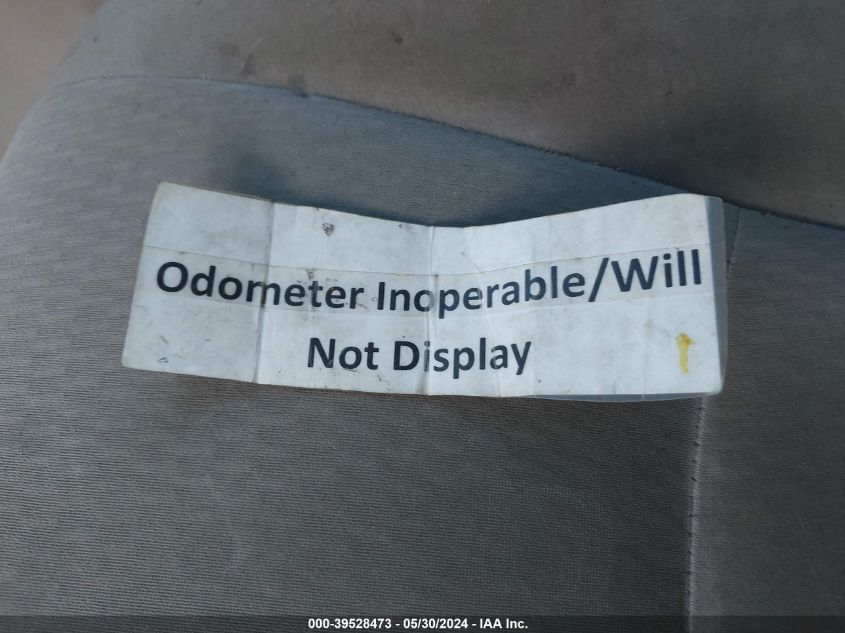 Odometer Inoperable/Will
Not Display
000-39528473 - 05/30/2024 - IAA Inc.